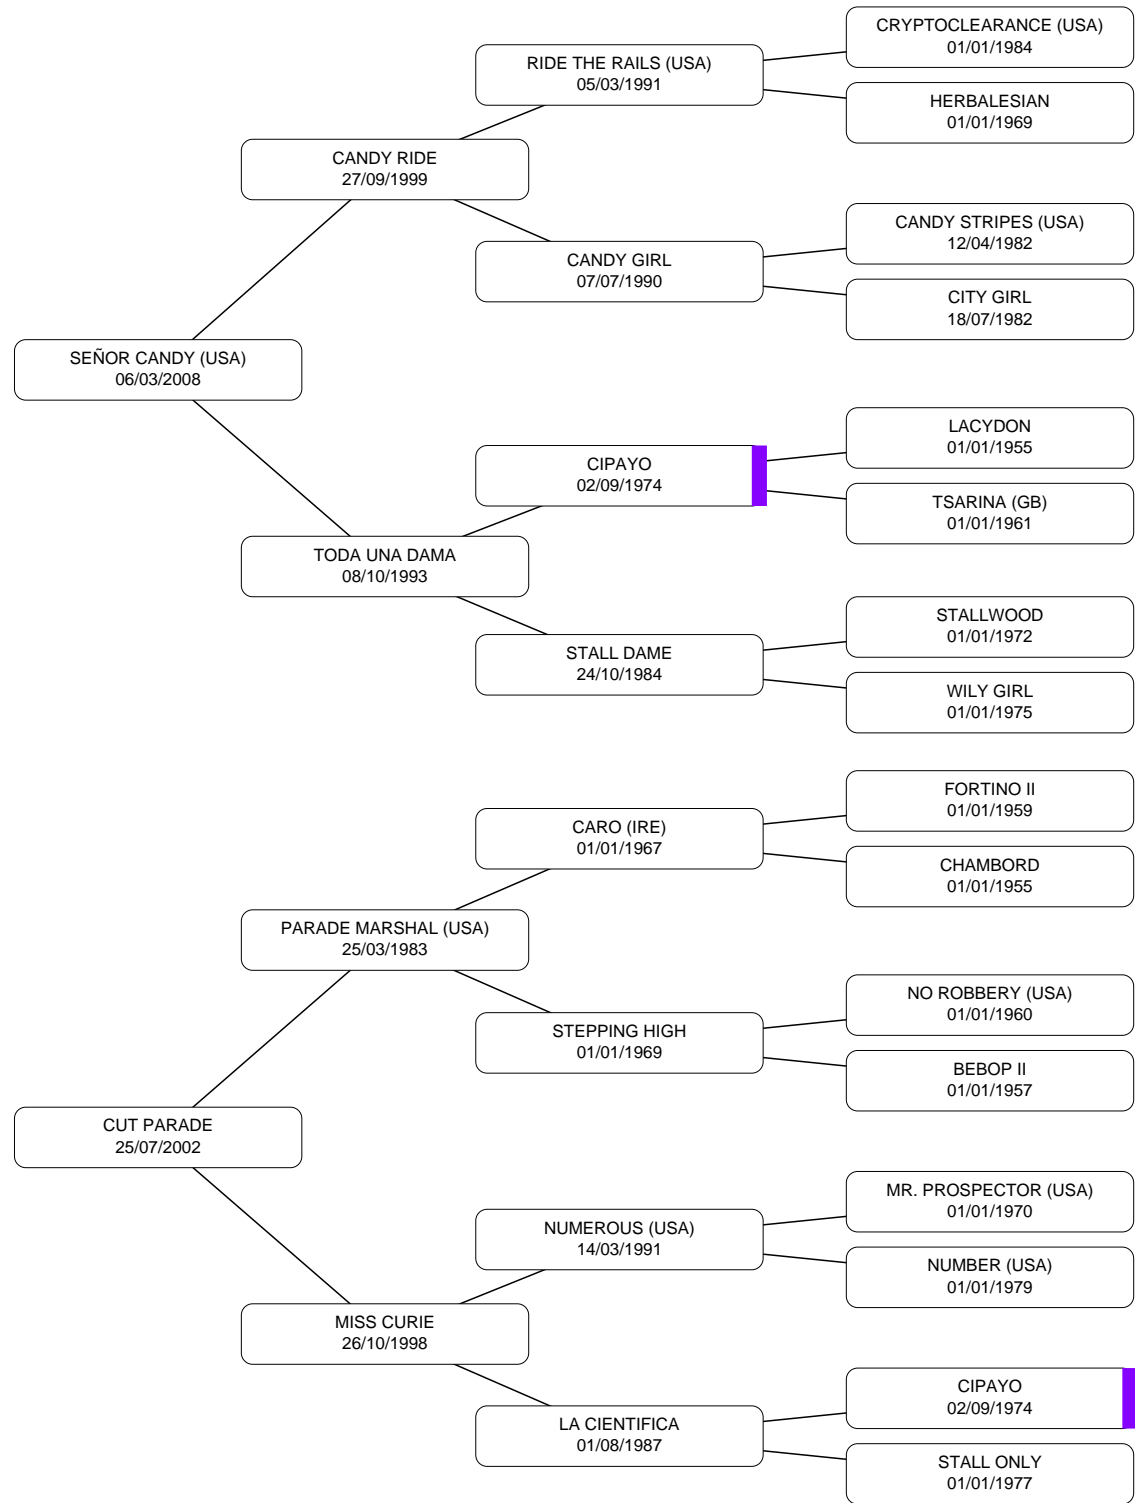 CRYPTOCLEARANCE (USA)
01/01/1984
RIDE THE RAILS (USA)
05/03/1991
HERBALESIAN
01/01/1969
CANDY RIDE
27/09/1999
CANDY STRIPES (USA)
12/04/1982
CANDY GIRL
07/07/1990
CITY GIRL
18/07/1982
SEÑOR CANDY (USA)
06/03/2008
LACYDON
01/01/1955
CIPAYO
02/09/1974
TSARINA (GB)
01/01/1961
TODA UNA DAMA
08/10/1993
STALLWOOD
01/01/1972
STALL DAME
24/10/1984
WILY GIRL
01/01/1975
FORTINO II
01/01/1959
CARO (IRE)
01/01/1967
CHAMBORD
01/01/1955
PARADE MARSHAL (USA)
25/03/1983
NO ROBBERY (USA)
01/01/1960
STEPPING HIGH
01/01/1969
BEBOP II
01/01/1957
CUT PARADE
25/07/2002
MR. PROSPECTOR (USA)
01/01/1970
NUMEROUS (USA)
14/03/1991
NUMBER (USA)
01/01/1979
MISS CURIE
26/10/1998
CIPAYO
02/09/1974
LA CIENTIFICA
01/08/1987
STALL ONLY
01/01/1977